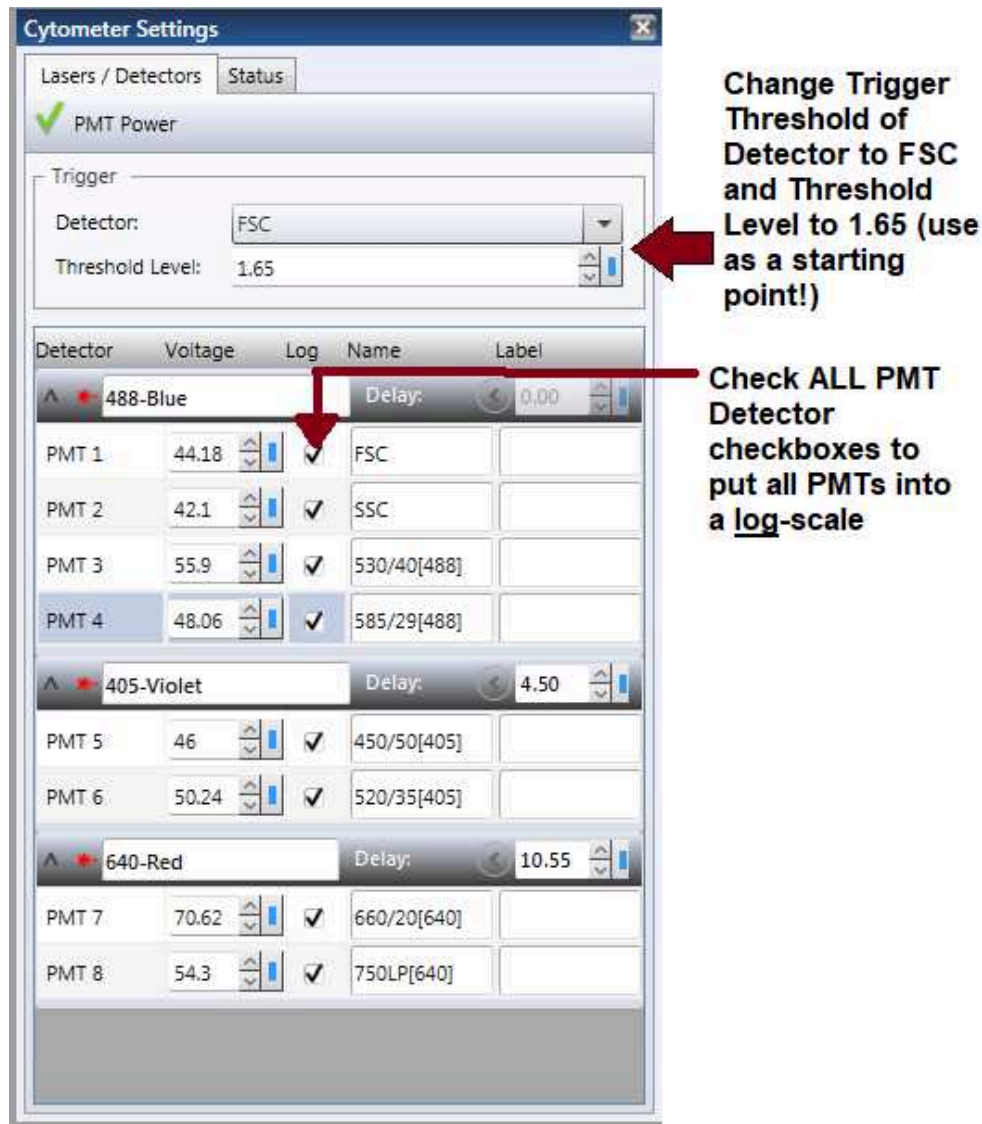 Cytometer Settings
Lasers / Detectors Status
PMT Power
Trigger
Detector: FSC
Threshold Level: 1.65
Detector Voltage Log Name Label
488-Blue Delay: 0.00
PMT 1 44.18 FSC
PMT 2 42.1 SSC
PMT 3 55.9 530/40[488]
PMT 4 48.06 585/29[488]
405-Violet Delay: 4.50
PMT 5 46 450/50[405]
PMT 6 50.24 520/35[405]
640-Red Delay: 10.55
PMT 7 70.62 660/20[640]
PMT 8 54.3 750LP[640]
Change Trigger
Threshold of
Detector to FSC
and Threshold
Level to 1.65 (use
as a starting
point!)
Check ALL PMT
Detector
checkboxes to
put all PMTs into
a log-scale